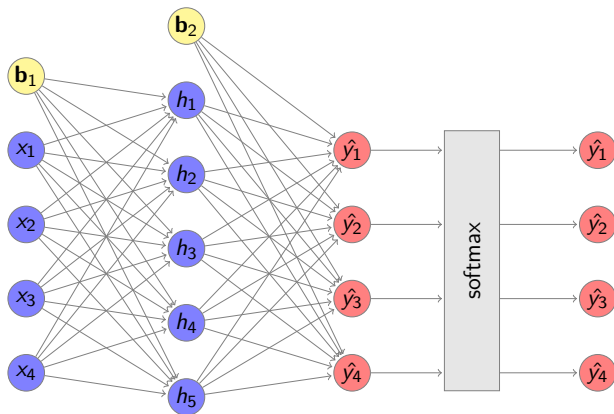 b₂
b₁
h₁
x₁
ŷ₁
ŷ₁
h₂
x₂
ŷ₂
ŷ₂
h₃
softmax
x₃
ŷ₃
ŷ₃
h₄
x₄
ŷ₄
ŷ₄
h₅